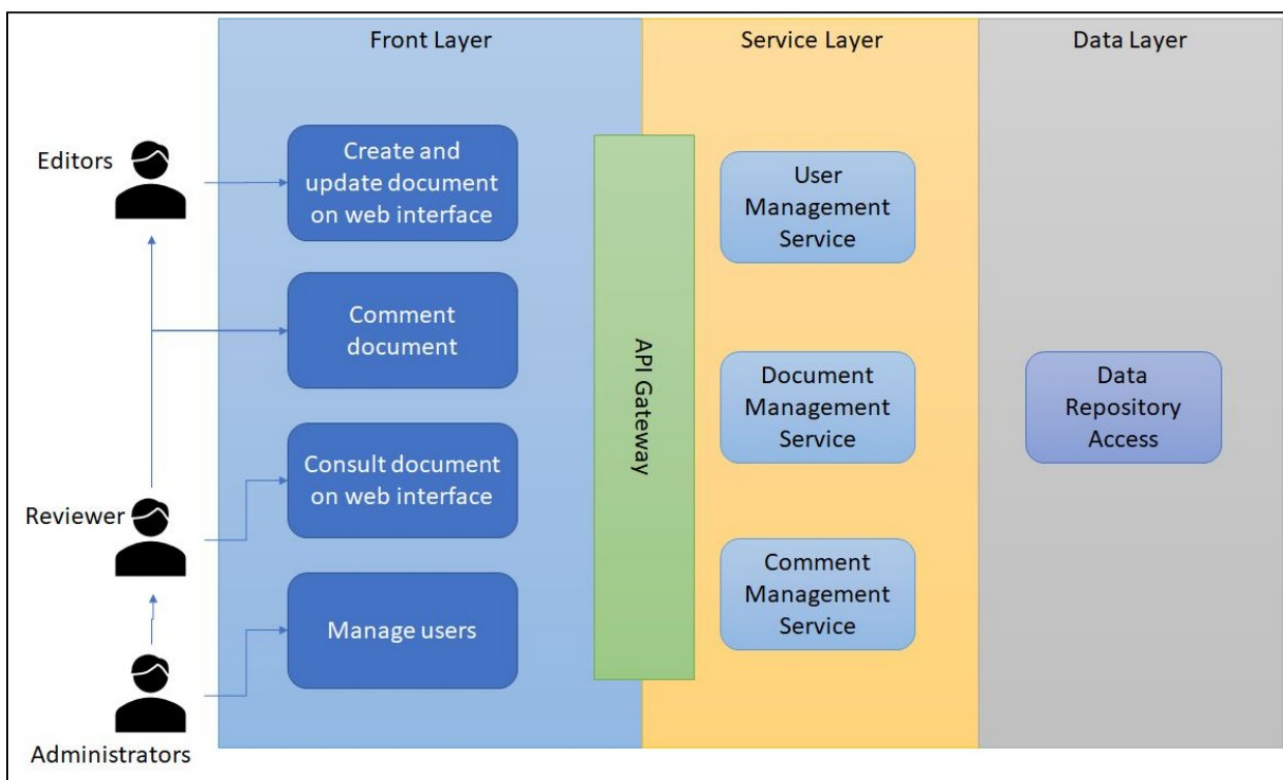 Front Layer
Service Layer
Data Layer
Editors
Create and
update document
on web interface
User
Management
Service
Comment
document
API Gateway
Document
Management
Service
Data
Repository
Access
Consult document
on web interface
Reviewer
Comment
Management
Service
Manage users
Administrators